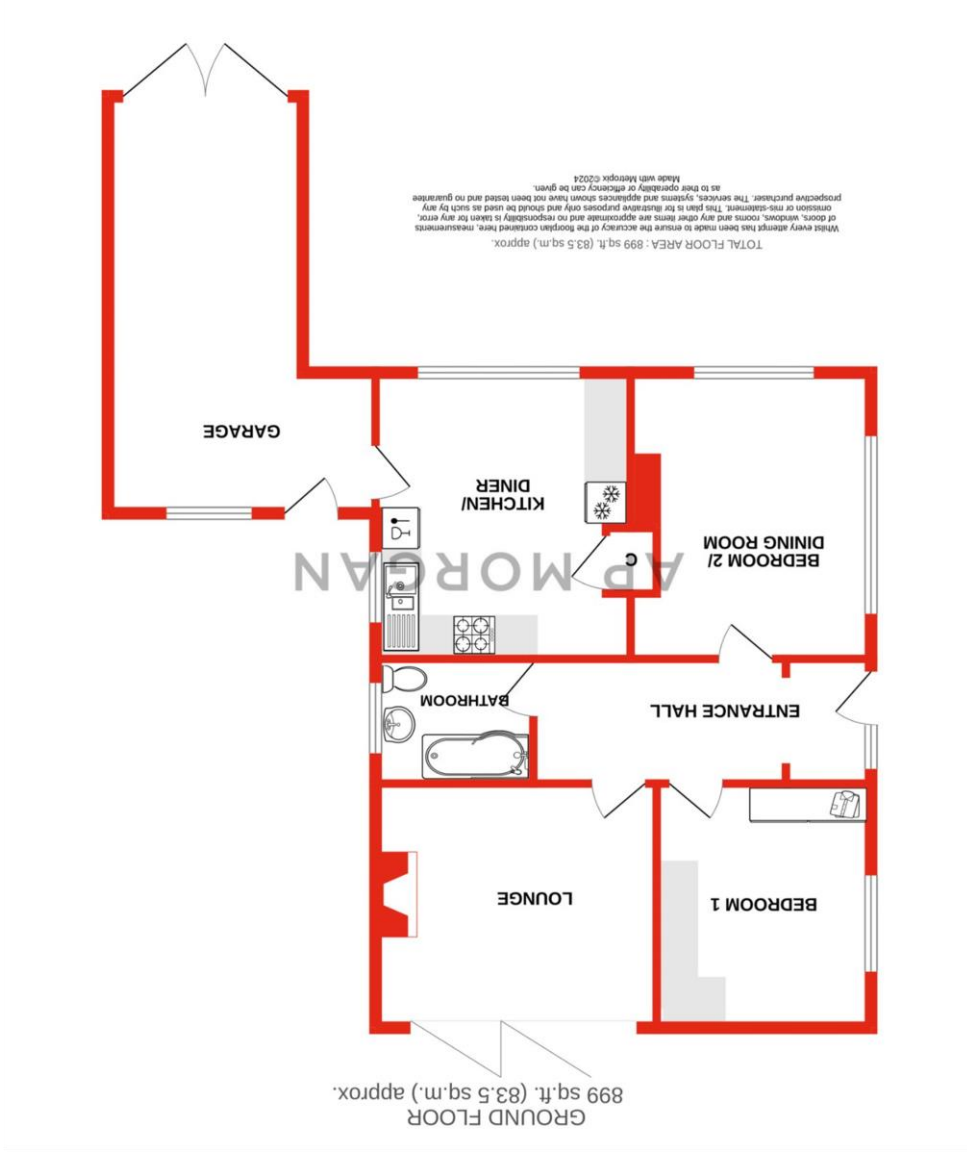 GROUND FLOOR
899 sq.ft. (83.5 sq.m.) approx.
BEDROOM 1
LOUNGE
ENTRANCE HALL
BATHROOM
BEDROOM 2/
DINING ROOM
C
KITCHEN/
DINER
GARAGE
AP MORGAN
TOTAL FLOOR AREA : 899 sq.ft. (83.5 sq.m.) approx.
Whilst every attempt has been made to ensure the accuracy of the floorplan contained here, measurements
of doors, windows, rooms and any other items are approximate and no responsibility is taken for any error,
omission or mis-statement. This plan is for illustrative purposes only and should be used as such by any
prospective purchaser. The services, systems and appliances shown have not been tested and no guarantee
as to their operability or efficiency can be given.
Made with Metropix ©2024